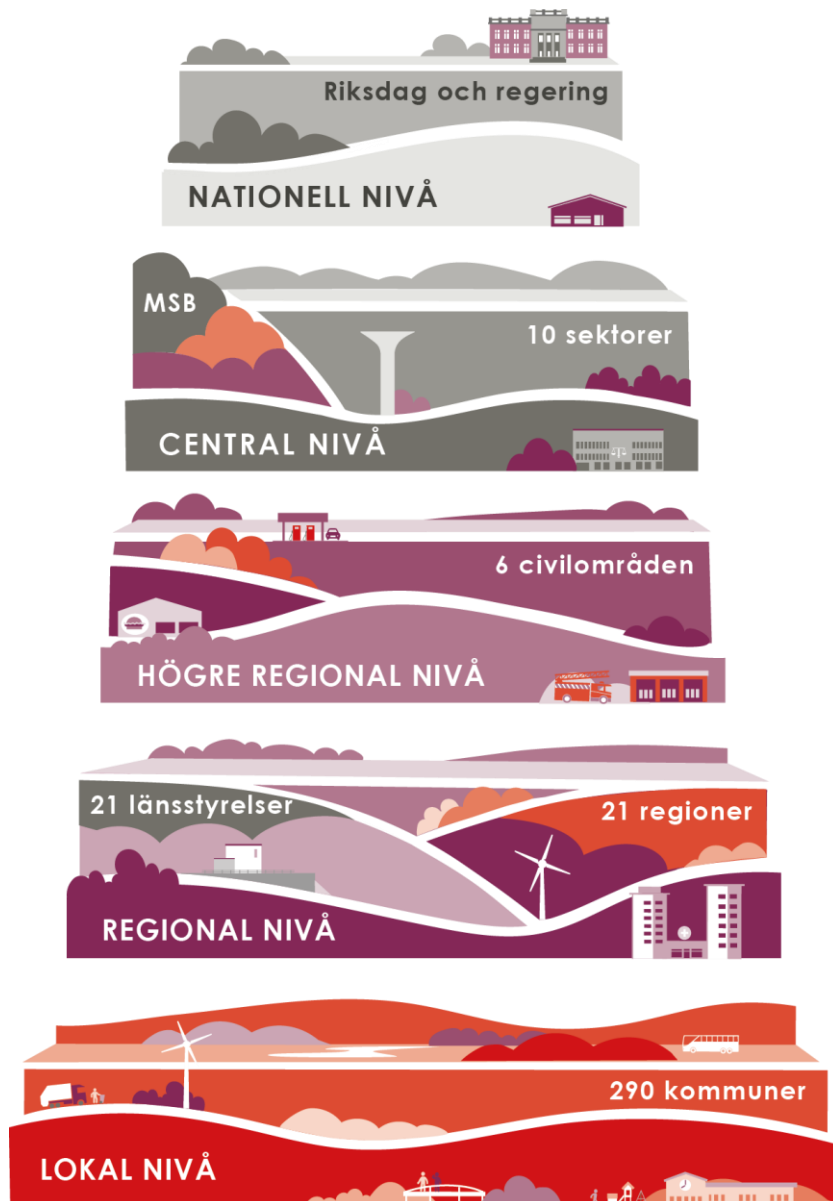 Riksdag och regering
NATIONELL NIVÅ
MSB
10 sektorer
CENTRAL NIVÅ
6 civilområden
HÖGRE REGIONAL NIVÅ
21 länsstyrelser
21 regioner
REGIONAL NIVÅ
290 kommuner
LOKAL NIVÅ